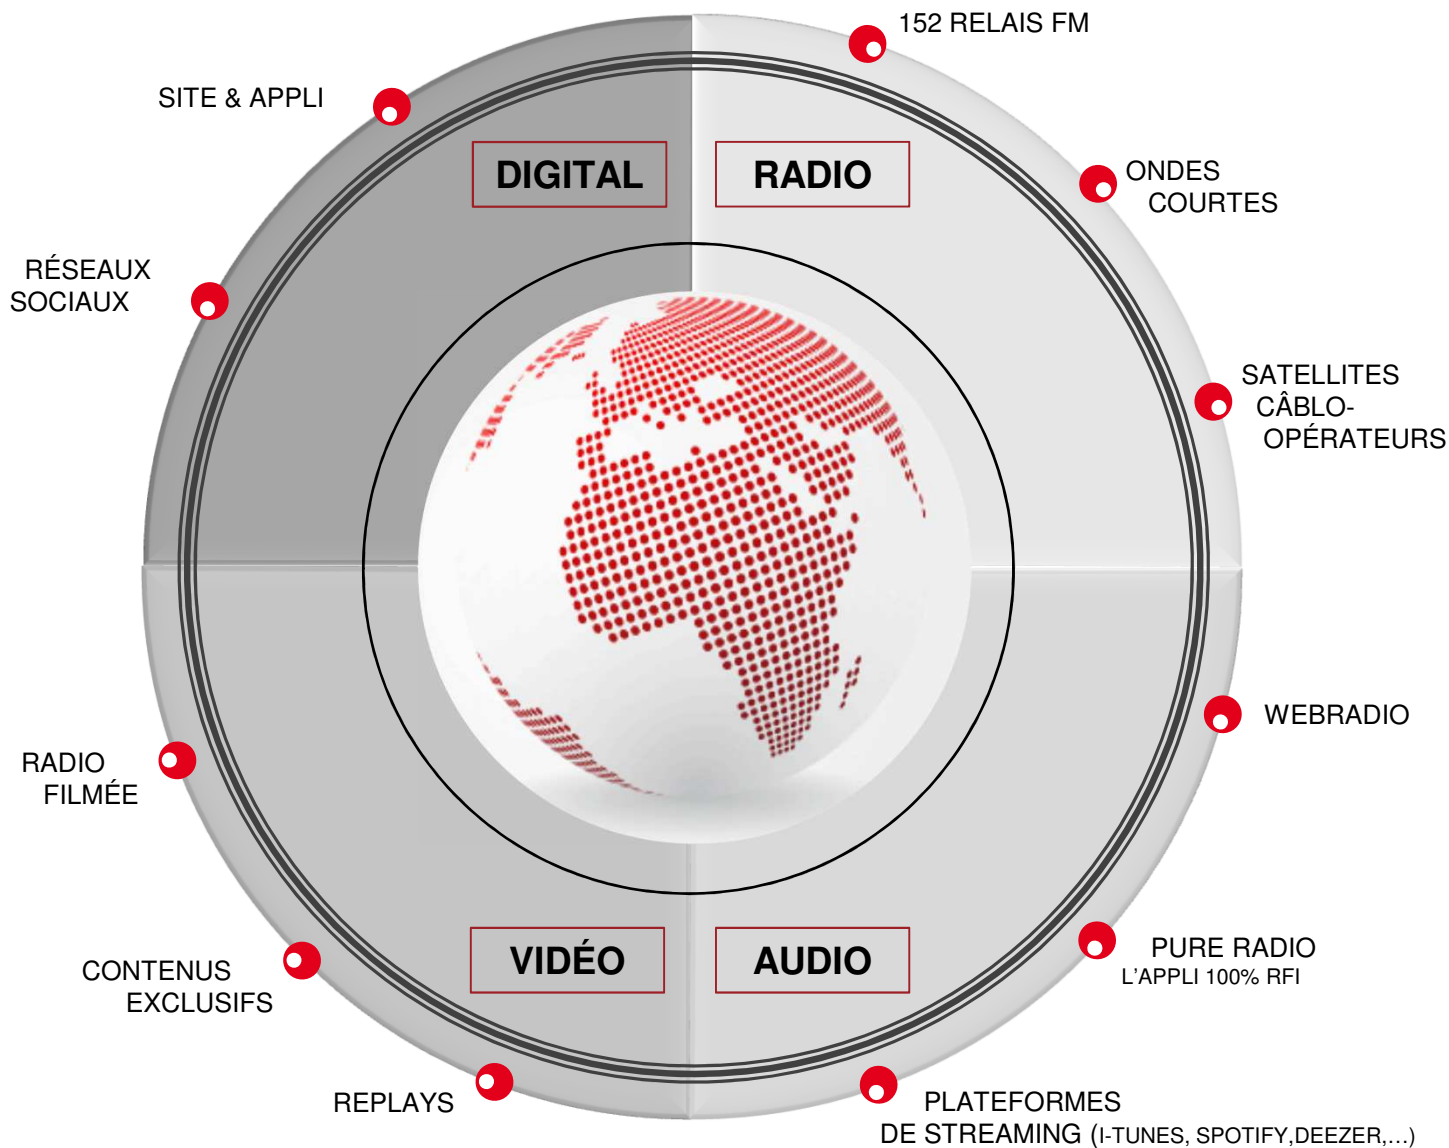 152 RELAIS FM
SITE & APPLI
DIGITAL
RADIO
ONDES
COURTES
RÉSEAUX
SOCIAUX
SATELLITES
CÂBLO-
OPÉRATEURS
WEBRADIO
RADIO
FILMÉE
VIDÉO
AUDIO
PURE RADIO
L'APPLI 100% RFI
CONTENUS
EXCLUSIFS
REPLAYS
PLATEFORMES
DE STREAMING (I-TUNES, SPOTIFY,DEEZER,...)